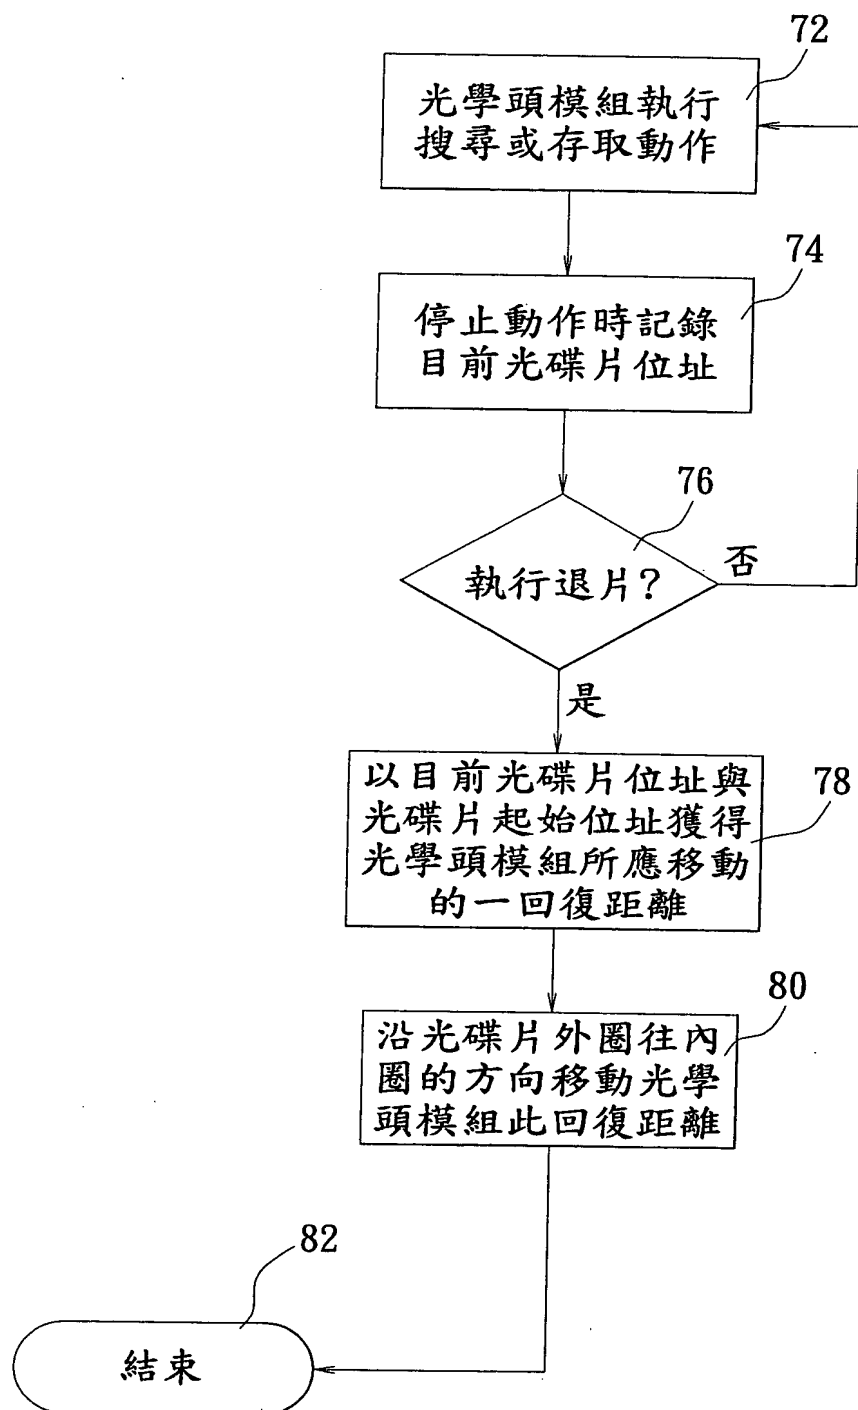 72
光學頭模組執行
搜尋或存取動作
74
停止動作時記錄
目前光碟片位址
76
執行退片?
否
是
以目前光碟片位址與
光碟片起始位址獲得
光學頭模組所應移動
的一回復距離
78
沿光碟片外圈往內
圈的方向移動光學
頭模組此回復距離
80
82
結束